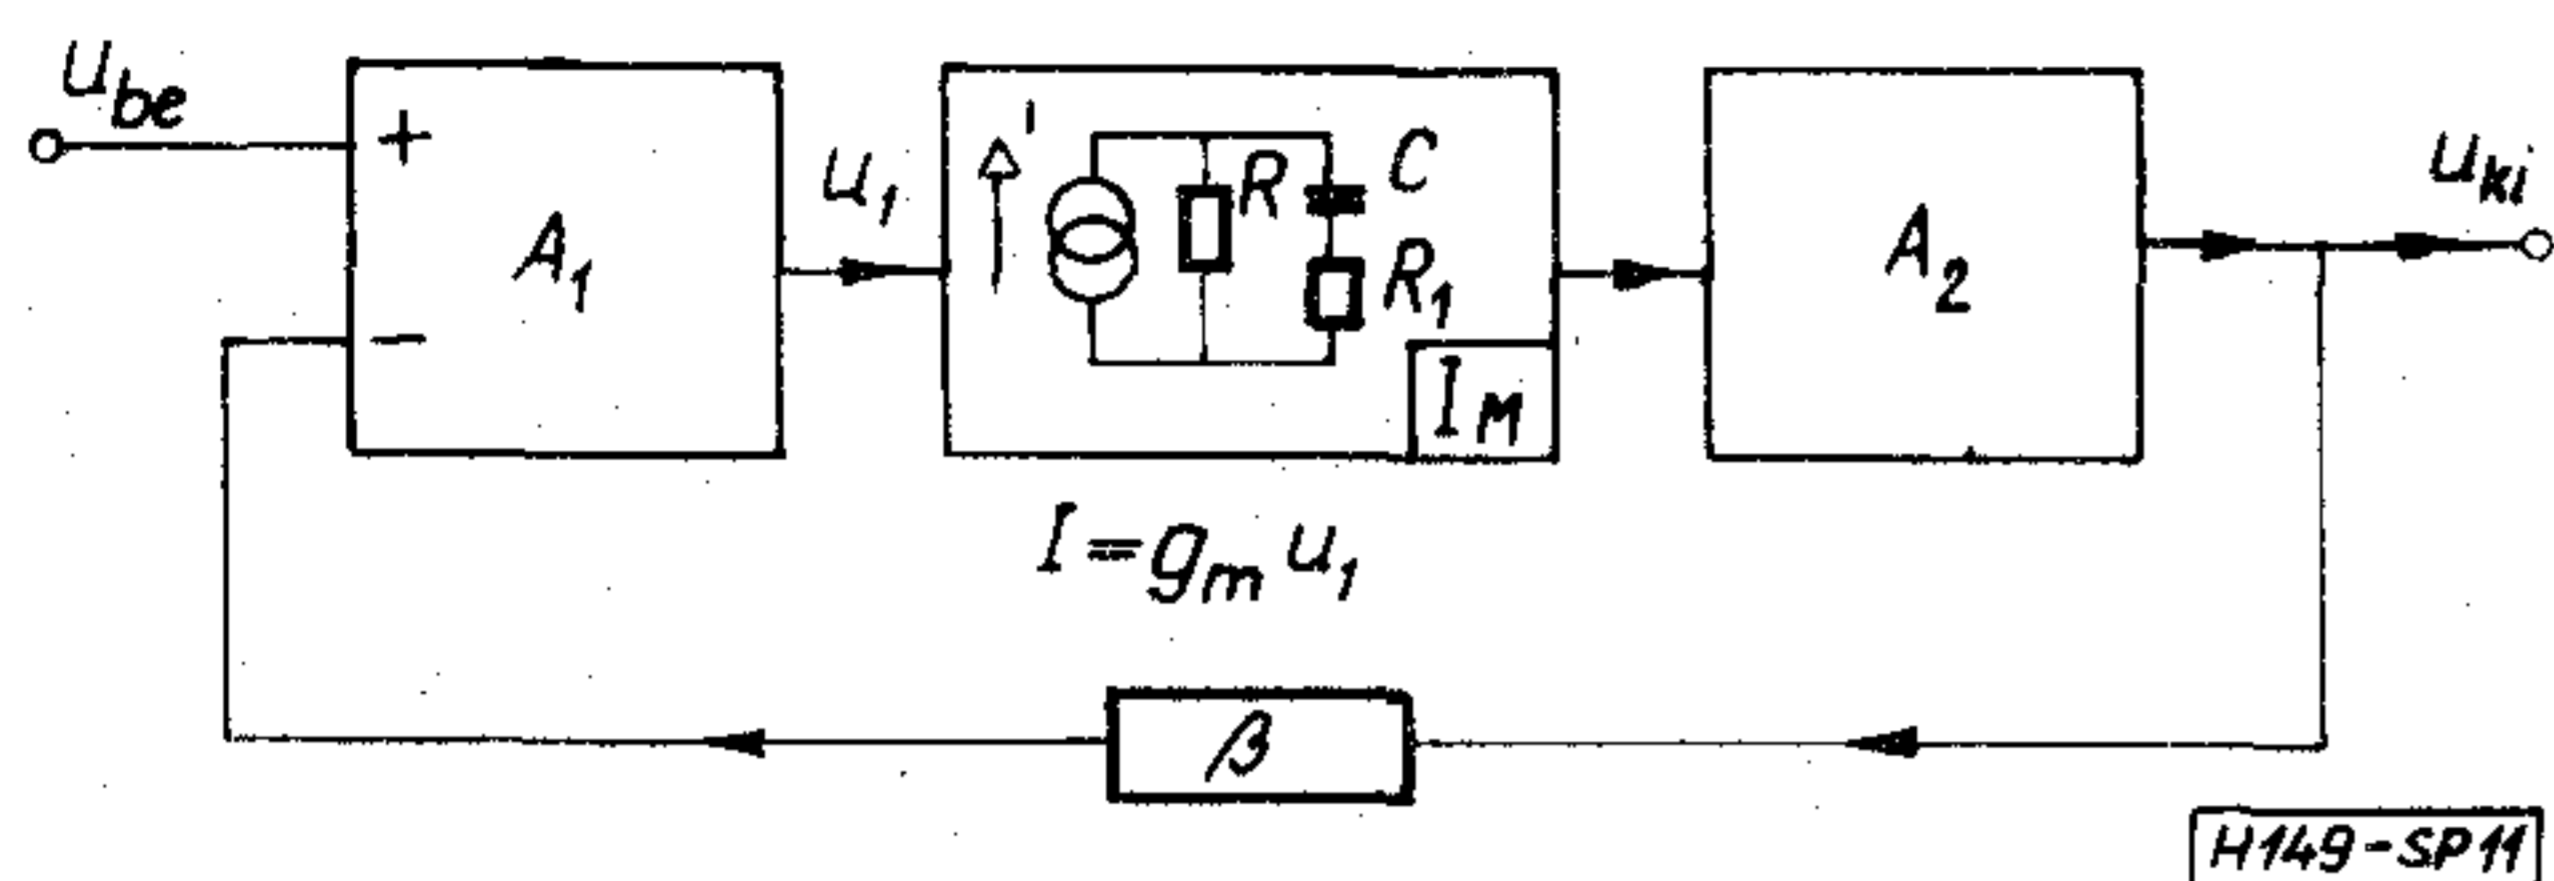 u_be
+
−
A_1
u_1
I
R
C
R_1
I_M
A_2
u_ki
I=g_m u_1
β
H149-SP11